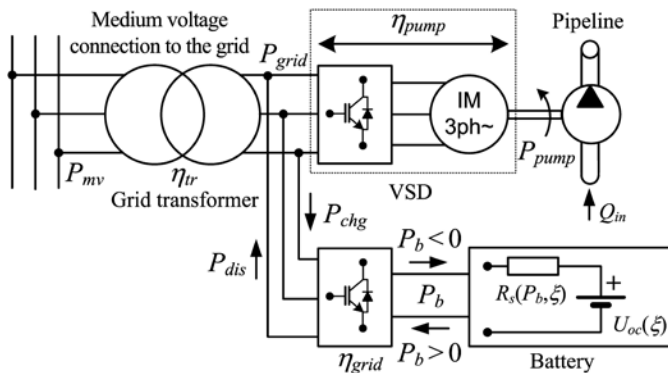 Medium voltage
connection to the grid
P_grid
η_pump
Pipeline
IM
3ph~
P_pump
P_mv
η_tr
Grid transformer
VSD
Q_in
P_chg
P_dis
P_b<0
P_b
P_b>0
R_s(P_b,ξ)
+
U_oc(ξ)
η_grid
Battery